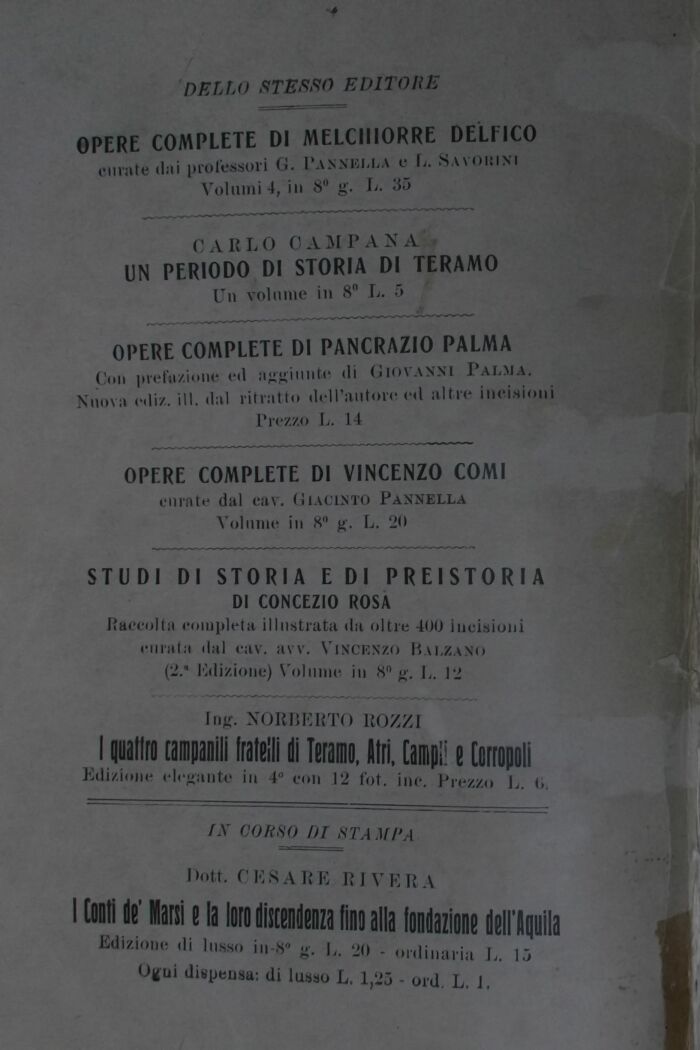 DELLO STESSO EDITORE
OPERE COMPLETE DI MELCHIORRE DELFICO
curate dai professori G. PANNELLA e L. SAVORINI
Volumi 4, in 8º g. L. 35
CARLO CAMPANA
UN PERIODO DI STORIA DI TERAMO
Un volume in 8º L. 5
OPERE COMPLETE DI PANCRAZIO PALMA
Con prefazione ed aggiunte di GIOVANNI PALMA.
Nuova ediz. ill. dal ritratto dell'autore ed altre incisioni
Prezzo L. 14
OPERE COMPLETE DI VINCENZO COMI
curate dal cav. GIACINTO PANNELLA
Volume in 8º g. L. 20
STUDI DI STORIA E DI PREISTORIA
DI CONCEZIO ROSA
Raccolta completa illustrata da oltre 400 incisioni
curata dal cav. avv. VINCENZO BALZANO
(2.ª Edizione) Volume in 8º g. L. 12
Ing. NORBERTO ROZZI
I quattro campanili fratelli di Teramo, Atri, Campli e Corropoli
Edizione elegante in 4º con 12 fot. inc. Prezzo L. 6.
IN CORSO DI STAMPA
Dott. CESARE RIVERA
I Conti de' Marsi e la loro discendenza fino alla fondazione dell'Aquila
Edizione di lusso in-8º g. L. 20 - ordinaria L. 15
Ogni dispensa: di lusso L. 1,25 - ord. L. 1.